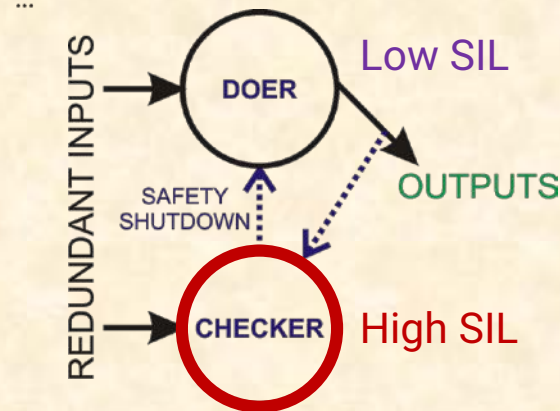 ...
REDUNDANT INPUTS
DOER
Low SIL
OUTPUTS
SAFETY
SHUTDOWN
CHECKER
High SIL